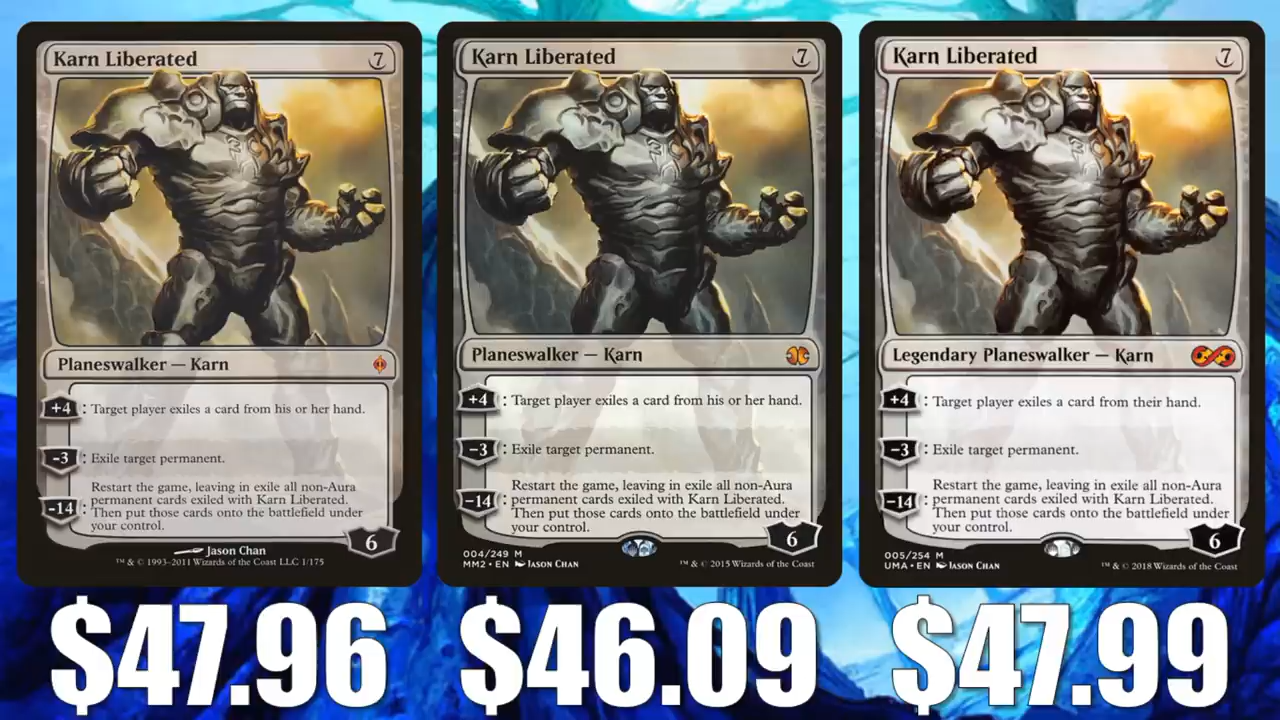 Karn Liberated 7
Planeswalker — Karn
+4 : Target player exiles a card from his or her hand.
-3 : Exile target permanent.
-14 : Restart the game, leaving in exile all non-Aura
permanent cards exiled with Karn Liberated.
Then put those cards onto the battlefield under
your control.
6
Jason Chan
™ & © 1993–2011 Wizards of the Coast LLC 1/175
$47.96
Karn Liberated 7
Planeswalker — Karn
+4 : Target player exiles a card from his or her hand.
−3 : Exile target permanent.
−14 : Restart the game, leaving in exile all non-Aura
permanent cards exiled with Karn Liberated.
Then put those cards onto the battlefield under
your control.
6
004/249 M
MM2 • EN Jason Chan
™ & © 2015 Wizards of the Coast
$46.09
Karn Liberated 7
Legendary Planeswalker — Karn
+4 : Target player exiles a card from their hand.
−3 : Exile target permanent.
−14 : Restart the game, leaving in exile all non-Aura
permanent cards exiled with Karn Liberated.
Then put those cards onto the battlefield under
your control.
6
005/254 M
UMA • EN Jason Chan
™ & © 2018 Wizards of the Coast
$47.99